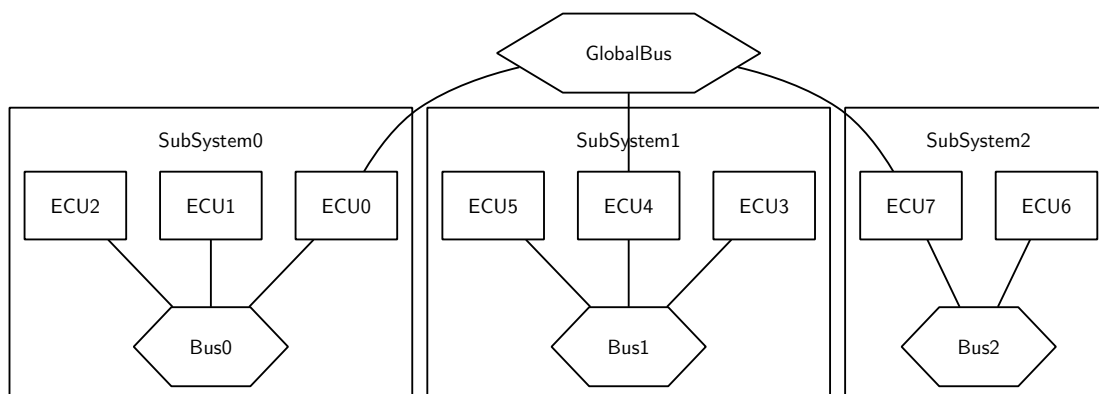 GlobalBus
SubSystem0
SubSystem1
SubSystem2
ECU2
ECU1
ECU0
ECU5
ECU4
ECU3
ECU7
ECU6
Bus0
Bus1
Bus2